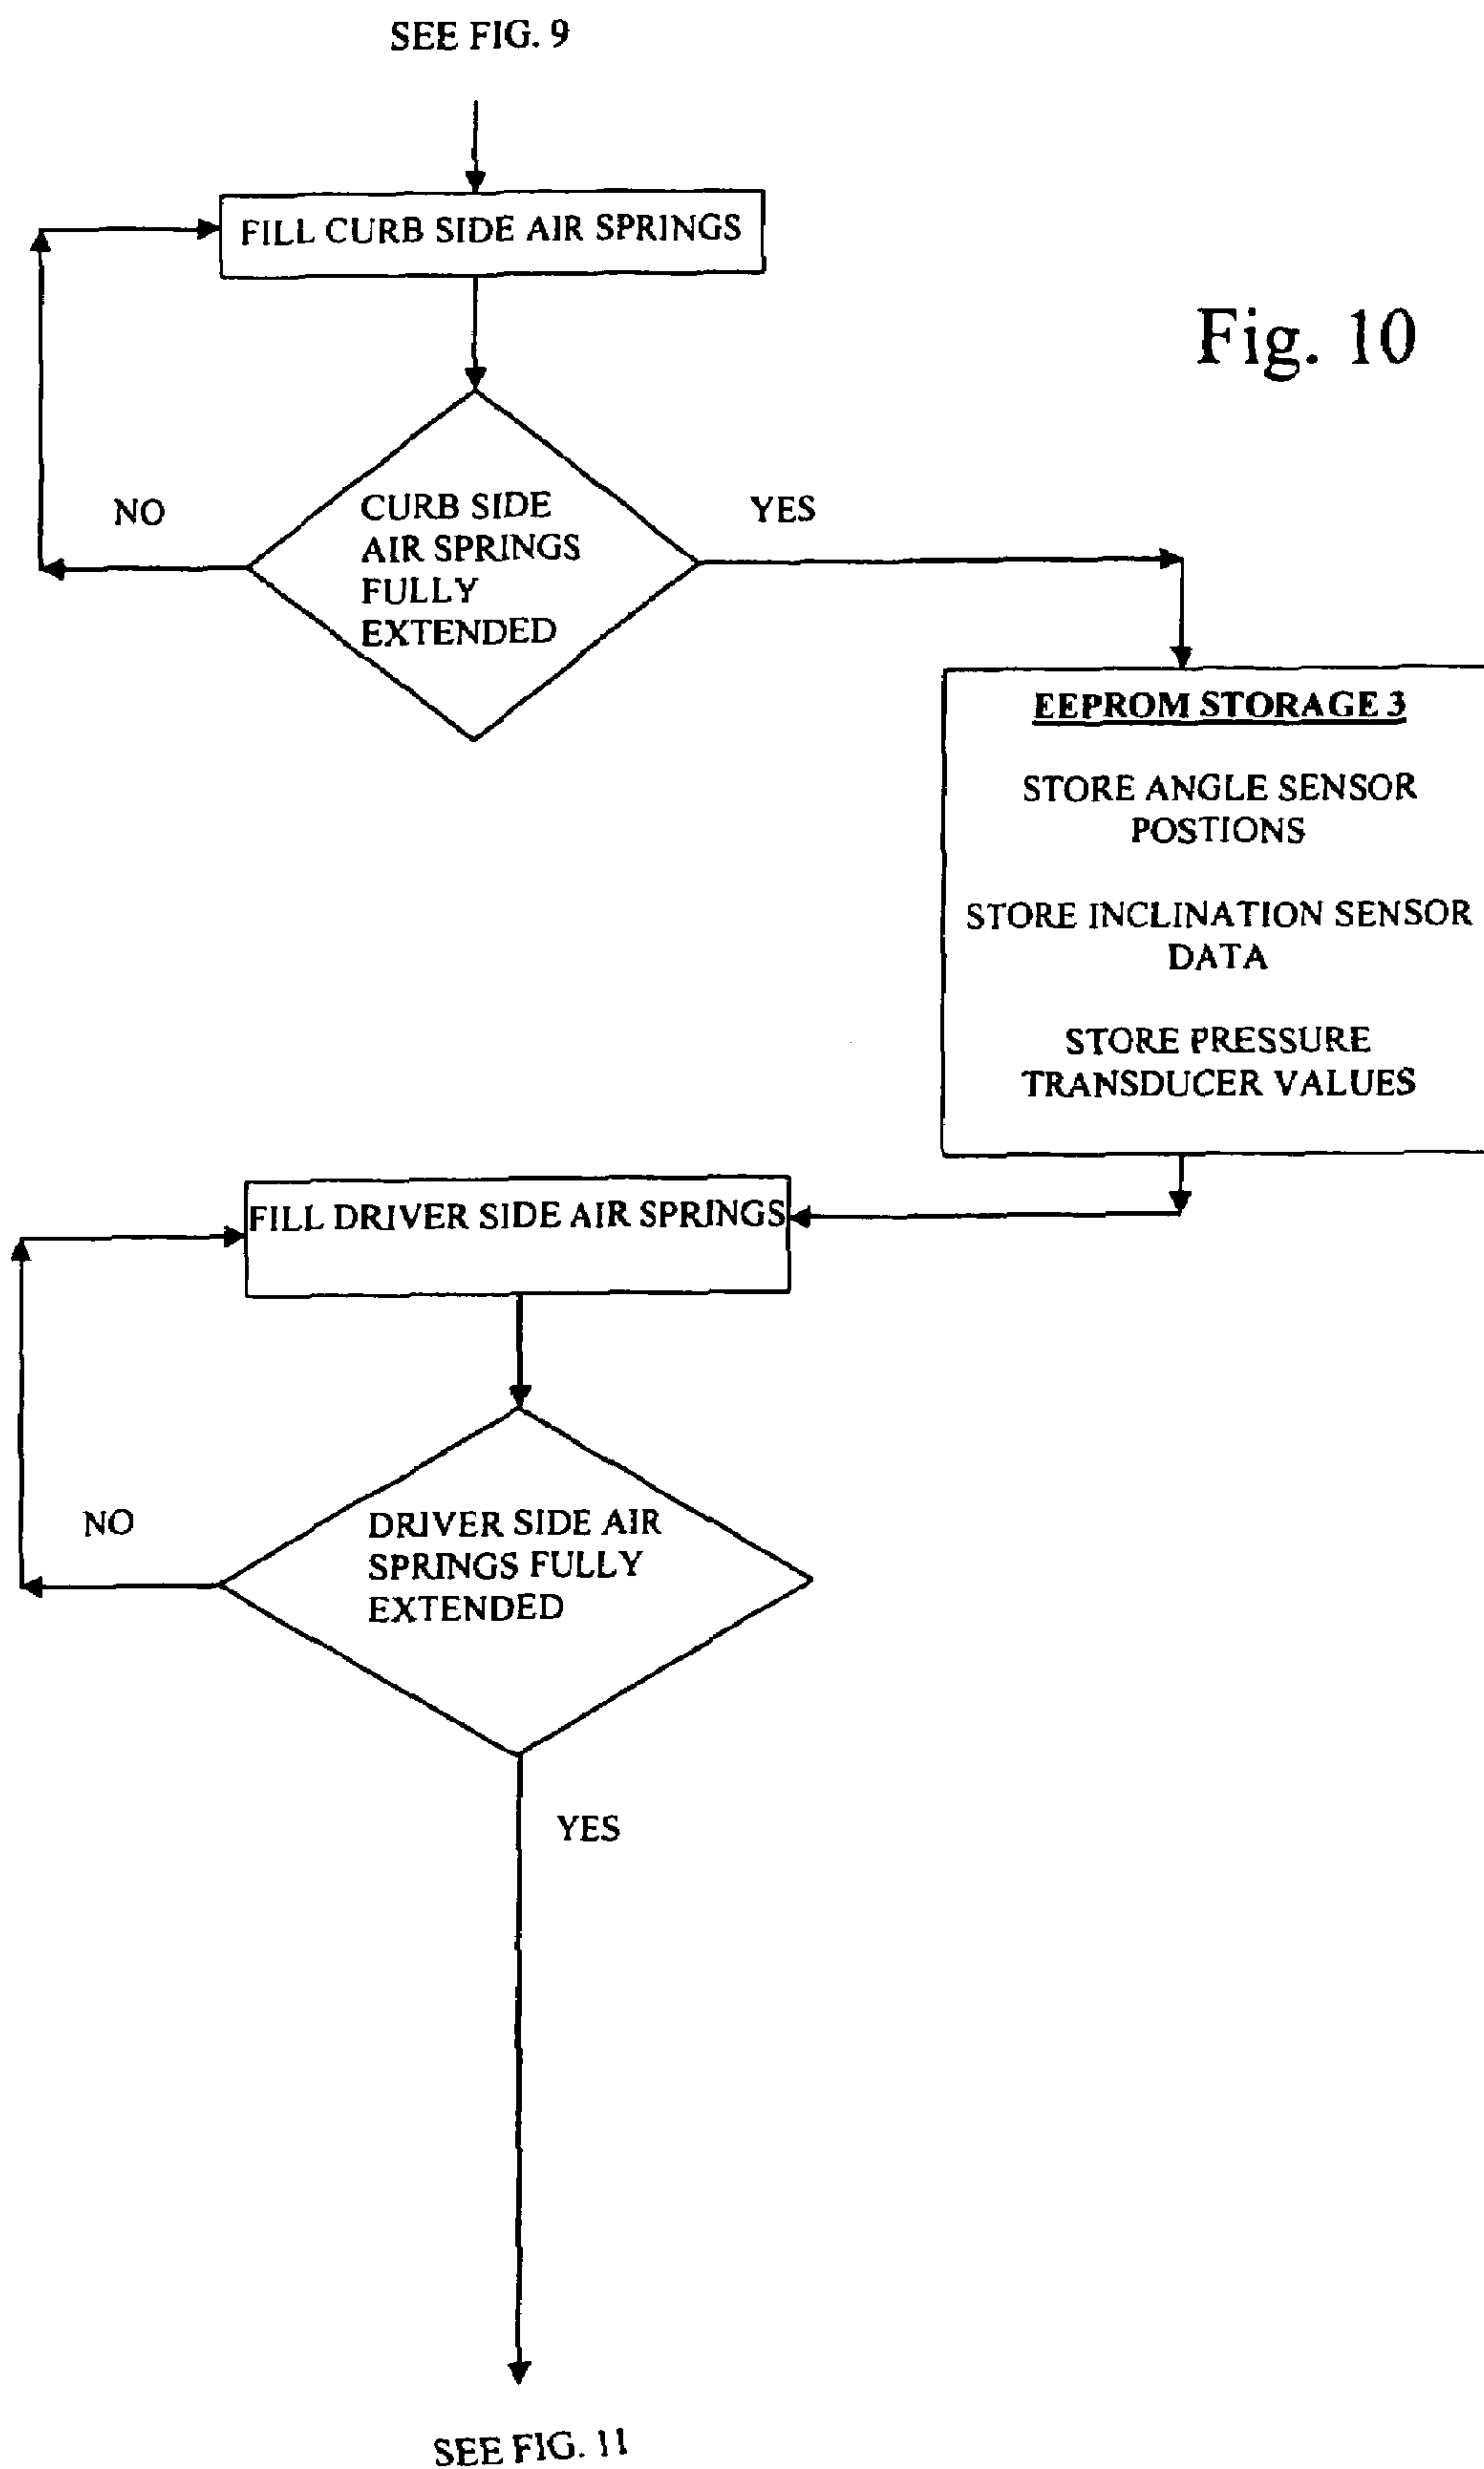 SEE FIG. 9
FILL CURB SIDE AIR SPRINGS
Fig. 10
NO
CURB SIDE
AIR SPRINGS
FULLY
EXTENDED
YES
EEPROM STORAGE 3
STORE ANGLE SENSOR
POSTIONS
STORE INCLINATION SENSOR
DATA
STORE PRESSURE
TRANSDUCER VALUES
FILL DRIVER SIDE AIR SPRINGS
NO
DRIVER SIDE AIR
SPRINGS FULLY
EXTENDED
YES
SEE FIG. 11